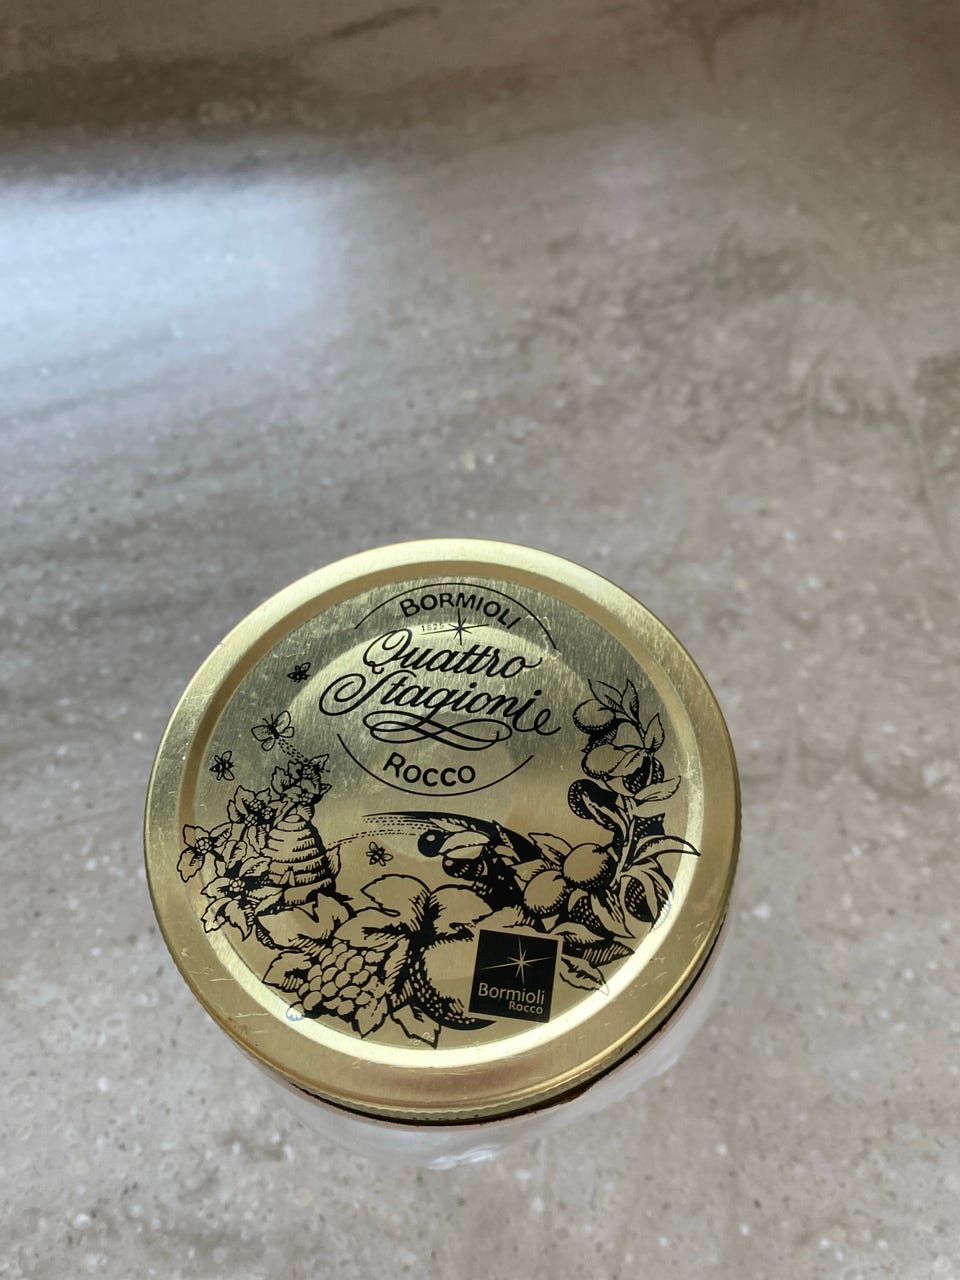 BORMIOLI
1825
Quattro
Stagioni
ROCCO
Bormioli
Rocco